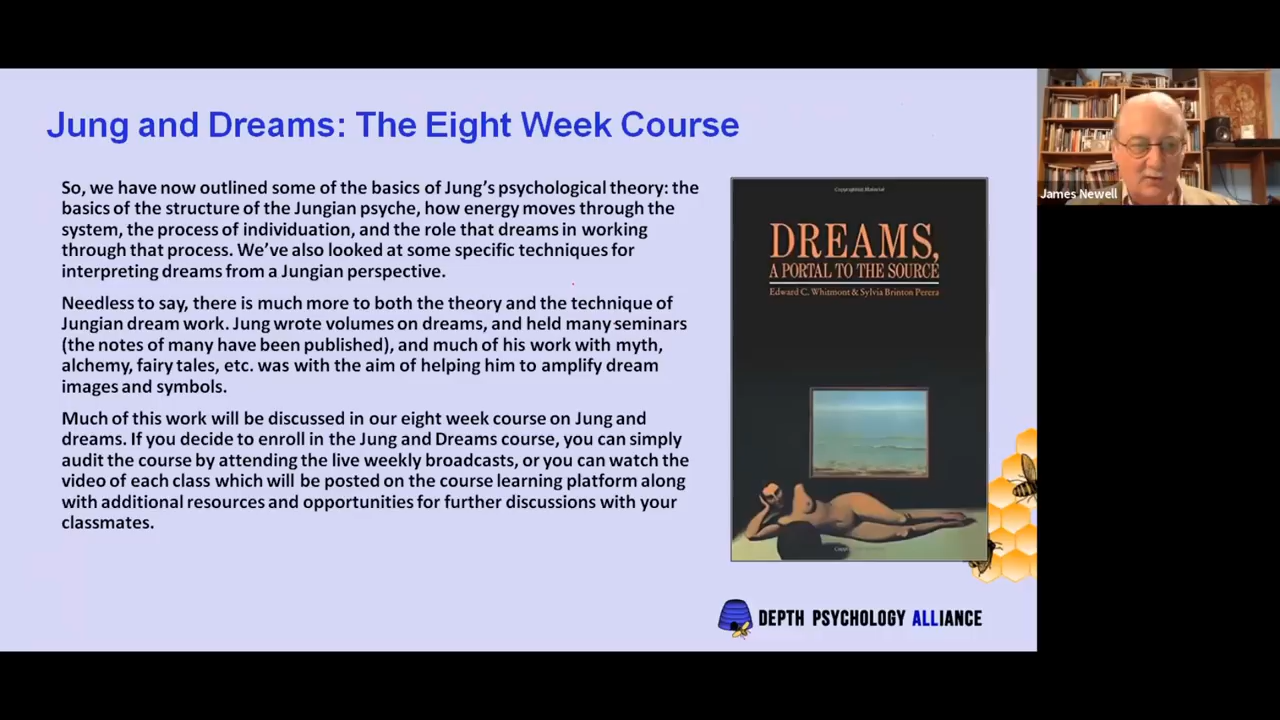 Jung and Dreams: The Eight Week Course
So, we have now outlined some of the basics of Jung's psychological theory: the
basics of the structure of the Jungian psyche, how energy moves through the
system, the process of individuation, and the role that dreams in working
through that process. We've also looked at some specific techniques for
interpreting dreams from a Jungian perspective.
Needless to say, there is much more to both the theory and the technique of
Jungian dream work. Jung wrote volumes on dreams, and held many seminars
(the notes of many have been published), and much of his work with myth,
alchemy, fairy tales, etc. was with the aim of helping him to amplify dream
images and symbols.
Much of this work will be discussed in our eight week course on Jung and
dreams. If you decide to enroll in the Jung and Dreams course, you can simply
audit the course by attending the live weekly broadcasts, or you can watch the
video of each class which will be posted on the course learning platform along
with additional resources and opportunities for further discussions with your
classmates.
Copyrighted Material
DREAMS,
A PORTAL TO THE SOURCE
Edward C. Whitmont & Sylvia Brinton Perera
DEPTH PSYCHOLOGY ALLIANCE
James Newell